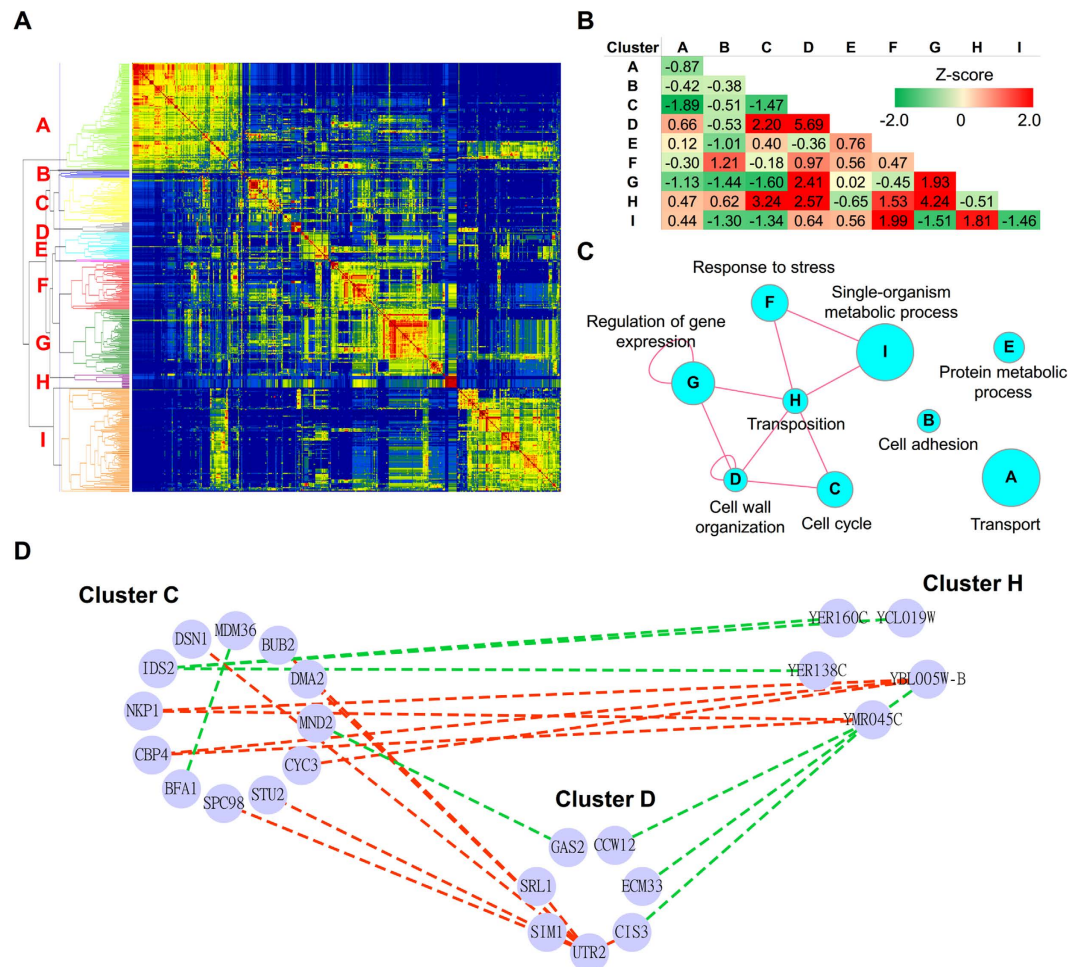 A
A
B
C
D
E
F
G
H
I
B
Cluster A B C D E F G H I
A -0.87
B -0.42 -0.38
C -1.89 -0.51 -1.47
D 0.66 -0.53 2.20 5.69
E 0.12 -1.01 0.40 -0.36 0.76
F -0.30 1.21 -0.18 0.97 0.56 0.47
G -1.13 -1.44 -1.60 2.41 0.02 -0.45 1.93
H 0.47 0.62 3.24 2.57 -0.65 1.53 4.24 -0.51
I 0.44 -1.30 -1.34 0.64 0.56 1.99 -1.51 1.81 -1.46
Z-score
-2.0 0 2.0
C
Response to stress
F
Single-organism
metabolic process
I
Regulation of gene
expression
G
E
Protein metabolic
process
H
Transposition
B
Cell adhesion
D
Cell wall
organization
C
Cell cycle
A
Transport
D
Cluster C
Cluster H
MDM36
DSN1
BUB2
IDS2
DMA2
NKP1
MND2
CBP4
CYC3
BFA1
STU2
SPC98
YER160C
YCL019W
YER138C
YBL005W-B
YMR045C
Cluster D
GAS2
CCW12
SRL1
ECM33
SIM1
CIS3
UTR2